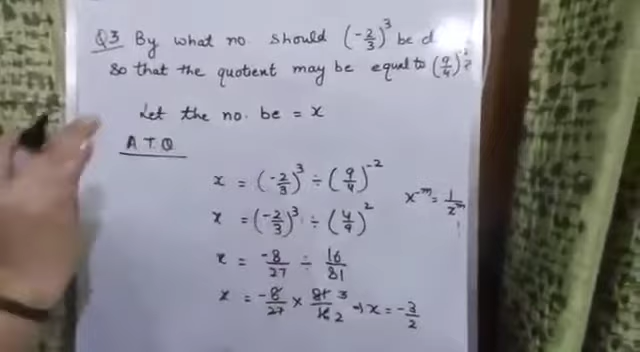 Q3 By what no. should (-2/3)^3 be d
so that the quotient may be equal to (9/4)^-2?
Let the no. be = x
A T Q
x = (-2/3)^3 ÷ (9/4)^-2
x = (-2/3)^3 ÷ (4/9)^2
x^-m = 1/x^m
x = -8/27 ÷ 16/81
x = -8/27 × 81 3/16 2 → x = -3/2